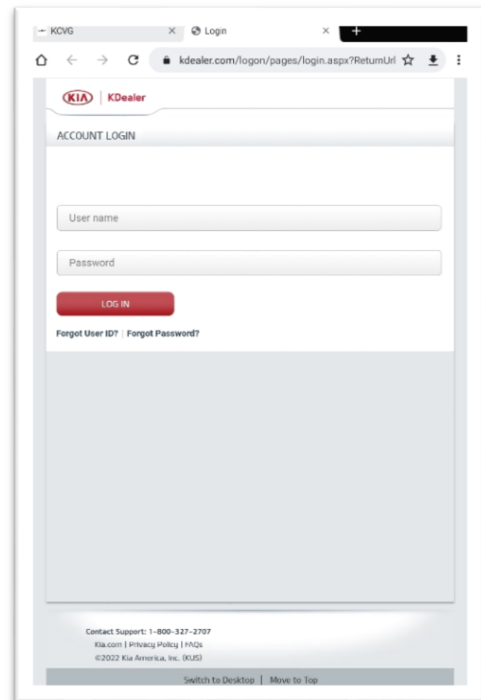 KCVG
Login
kdealer.com/logon/pages/login.aspx?ReturnUrl
KIA KDealer
ACCOUNT LOGIN
User name
Password
LOG IN
Forgot User ID? | Forgot Password?
Contact Support: 1-800-327-2707
Kia.com | Privacy Policy | FAQs
©2022 Kia America, Inc. (KUS)
Switch to Desktop | Move to Top